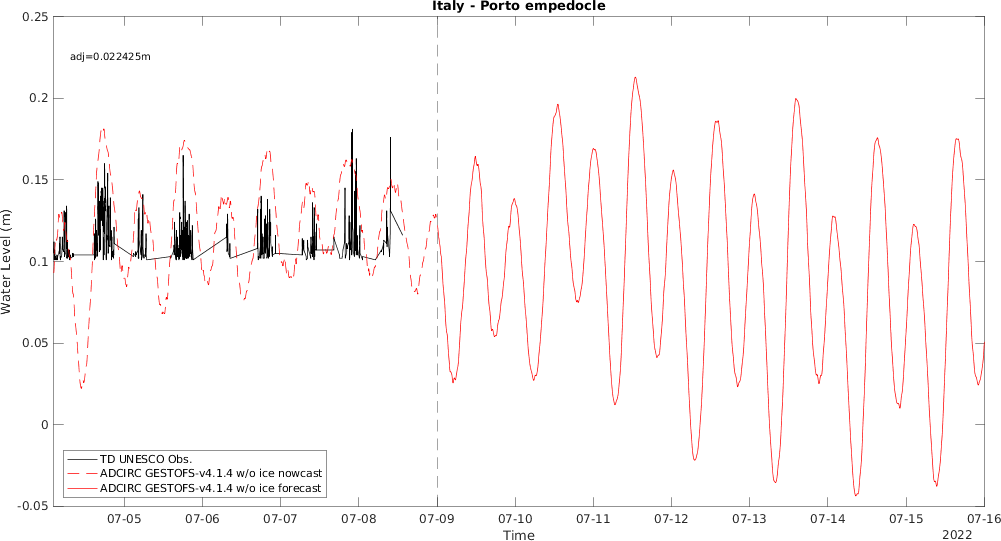 Italy - Porto empedocle
adj=0.022425m
Water Level (m)
0.25
0.2
0.15
0.1
0.05
0
-0.05
TD UNESCO Obs.
ADCIRC GESTOFS-v4.1.4 w/o ice nowcast
ADCIRC GESTOFS-v4.1.4 w/o ice forecast
07-05 07-06 07-07 07-08 07-09 07-10 07-11 07-12 07-13 07-14 07-15 07-16
Time
2022